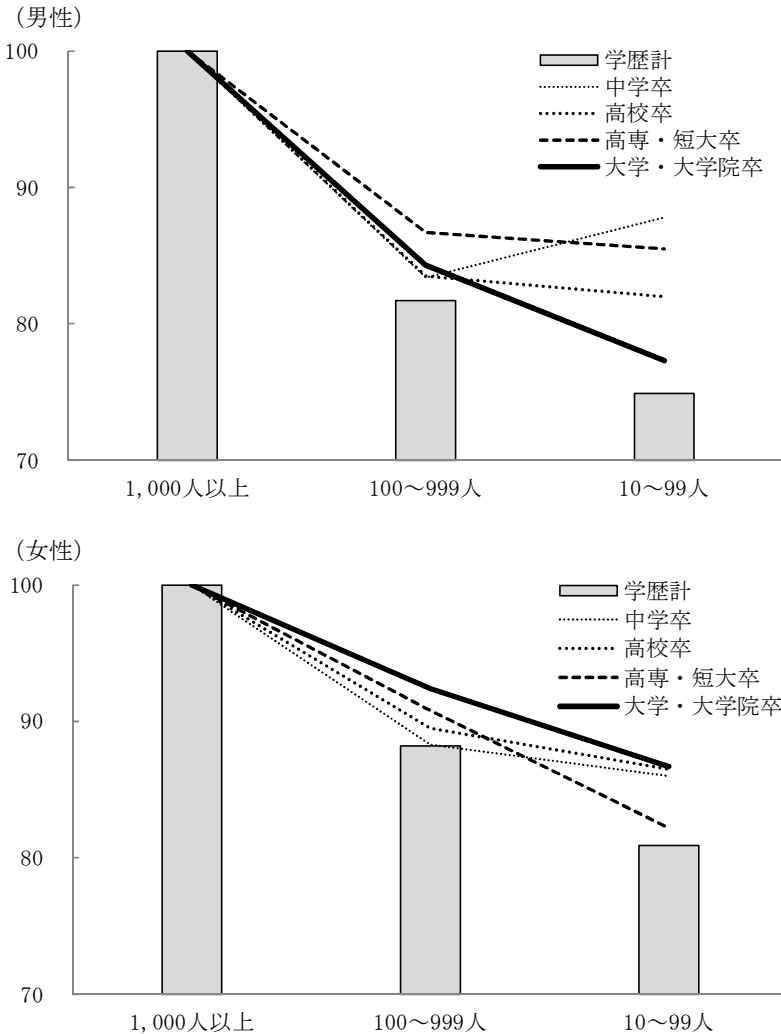 （男性）
100
90
80
70
学歴計
中学卒
高校卒
高専・短大卒
大学・大学院卒
1,000人以上
100～999人
10～99人
（女性）
100
90
80
70
学歴計
中学卒
高校卒
高専・短大卒
大学・大学院卒
1,000人以上
100～999人
10～99人